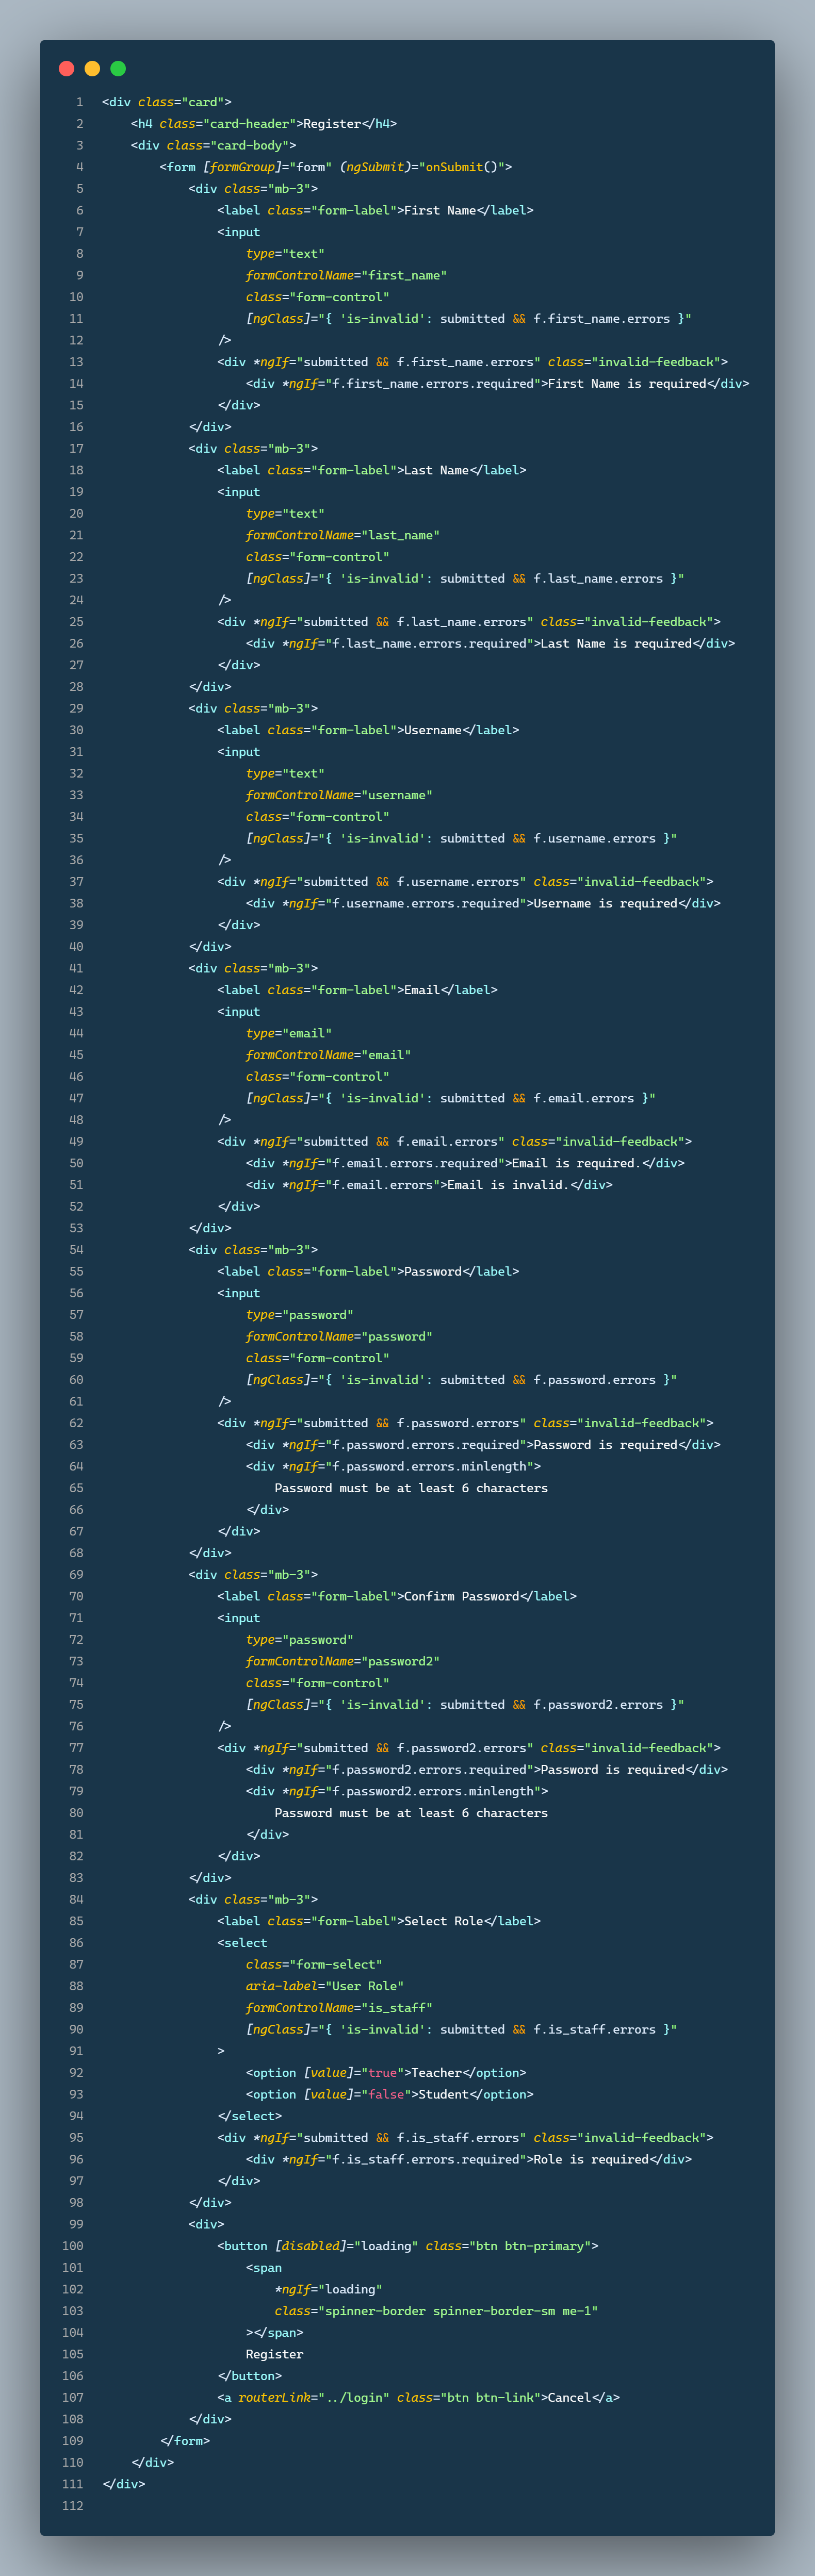 1 <div class="card">
2     <h4 class="card-header">Register</h4>
3     <div class="card-body">
4         <form [formGroup]="form" (ngSubmit)="onSubmit()">
5             <div class="mb-3">
6                 <label class="form-label">First Name</label>
7                 <input
8                     type="text"
9                     formControlName="first_name"
10                     class="form-control"
11                     [ngClass]="{ 'is-invalid': submitted && f.first_name.errors }"
12                 />
13                 <div *ngIf="submitted && f.first_name.errors" class="invalid-feedback">
14                     <div *ngIf="f.first_name.errors.required">First Name is required</div>
15                 </div>
16             </div>
17             <div class="mb-3">
18                 <label class="form-label">Last Name</label>
19                 <input
20                     type="text"
21                     formControlName="last_name"
22                     class="form-control"
23                     [ngClass]="{ 'is-invalid': submitted && f.last_name.errors }"
24                 />
25                 <div *ngIf="submitted && f.last_name.errors" class="invalid-feedback">
26                     <div *ngIf="f.last_name.errors.required">Last Name is required</div>
27                 </div>
28             </div>
29             <div class="mb-3">
30                 <label class="form-label">Username</label>
31                 <input
32                     type="text"
33                     formControlName="username"
34                     class="form-control"
35                     [ngClass]="{ 'is-invalid': submitted && f.username.errors }"
36                 />
37                 <div *ngIf="submitted && f.username.errors" class="invalid-feedback">
38                     <div *ngIf="f.username.errors.required">Username is required</div>
39                 </div>
40             </div>
41             <div class="mb-3">
42                 <label class="form-label">Email</label>
43                 <input
44                     type="email"
45                     formControlName="email"
46                     class="form-control"
47                     [ngClass]="{ 'is-invalid': submitted && f.email.errors }"
48                 />
49                 <div *ngIf="submitted && f.email.errors" class="invalid-feedback">
50                     <div *ngIf="f.email.errors.required">Email is required.</div>
51                     <div *ngIf="f.email.errors">Email is invalid.</div>
52                 </div>
53             </div>
54             <div class="mb-3">
55                 <label class="form-label">Password</label>
56                 <input
57                     type="password"
58                     formControlName="password"
59                     class="form-control"
60                     [ngClass]="{ 'is-invalid': submitted && f.password.errors }"
61                 />
62                 <div *ngIf="submitted && f.password.errors" class="invalid-feedback">
63                     <div *ngIf="f.password.errors.required">Password is required</div>
64                     <div *ngIf="f.password.errors.minlength">
65                         Password must be at least 6 characters
66                     </div>
67                 </div>
68             </div>
69             <div class="mb-3">
70                 <label class="form-label">Confirm Password</label>
71                 <input
72                     type="password"
73                     formControlName="password2"
74                     class="form-control"
75                     [ngClass]="{ 'is-invalid': submitted && f.password2.errors }"
76                 />
77                 <div *ngIf="submitted && f.password2.errors" class="invalid-feedback">
78                     <div *ngIf="f.password2.errors.required">Password is required</div>
79                     <div *ngIf="f.password2.errors.minlength">
80                         Password must be at least 6 characters
81                     </div>
82                 </div>
83             </div>
84             <div class="mb-3">
85                 <label class="form-label">Select Role</label>
86                 <select
87                     class="form-select"
88                     aria-label="User Role"
89                     formControlName="is_staff"
90                     [ngClass]="{ 'is-invalid': submitted && f.is_staff.errors }"
91                 >
92                     <option [value]="true">Teacher</option>
93                     <option [value]="false">Student</option>
94                 </select>
95                 <div *ngIf="submitted && f.is_staff.errors" class="invalid-feedback">
96                     <div *ngIf="f.is_staff.errors.required">Role is required</div>
97                 </div>
98             </div>
99             <div>
100                 <button [disabled]="loading" class="btn btn-primary">
101                     <span
102                         *ngIf="loading"
103                         class="spinner-border spinner-border-sm me-1"
104                     ></span>
105                     Register
106                 </button>
107                 <a routerLink="../login" class="btn btn-link">Cancel</a>
108             </div>
109         </form>
110     </div>
111 </div>
112